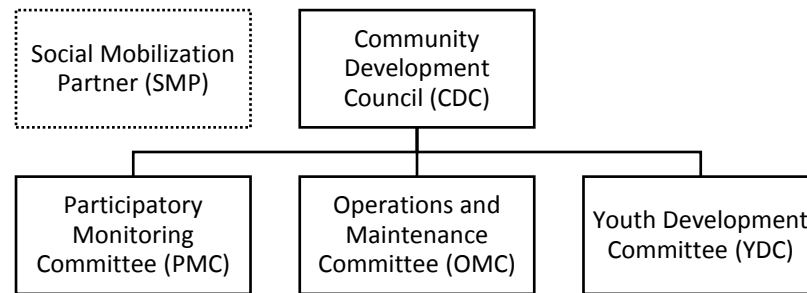 Social Mobilization
Partner (SMP)
Community
Development
Council (CDC)
Participatory
Monitoring
Committee (PMC)
Operations and
Maintenance
Committee (OMC)
Youth Development
Committee (YDC)